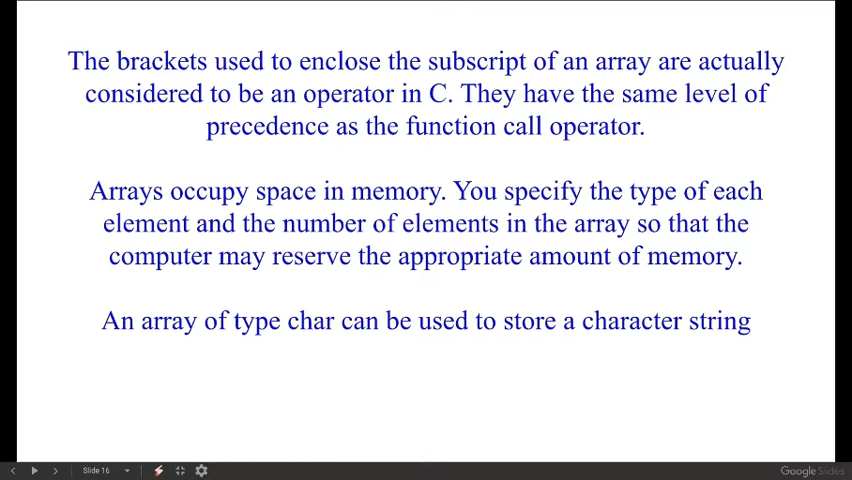 The brackets used to enclose the subscript of an array are actually
considered to be an operator in C. They have the same level of
precedence as the function call operator.
Arrays occupy space in memory. You specify the type of each
element and the number of elements in the array so that the
computer may reserve the appropriate amount of memory.
An array of type char can be used to store a character string
Slide 16
Google Slides